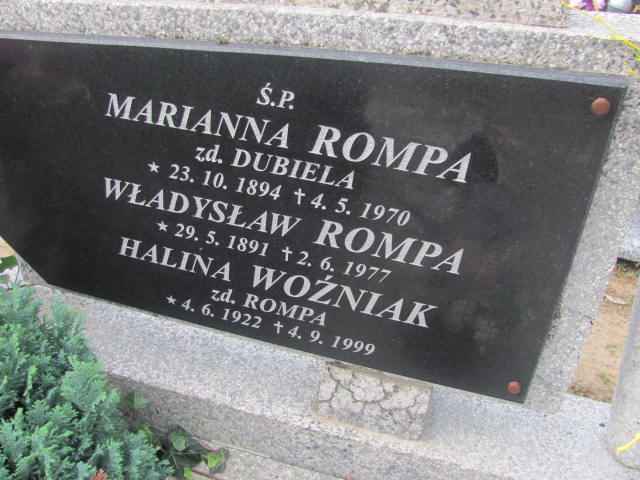 Ś.P.
MARIANNA ROMPA
zd. DUBIELA
★ 23. 10. 1894 † 4. 5. 1970
WŁADYSŁAW ROMPA
★ 29. 5. 1891 † 2. 6. 1977
HALINA WOŹNIAK
zd. ROMPA
★ 4. 6. 1922 † 4. 9. 1999